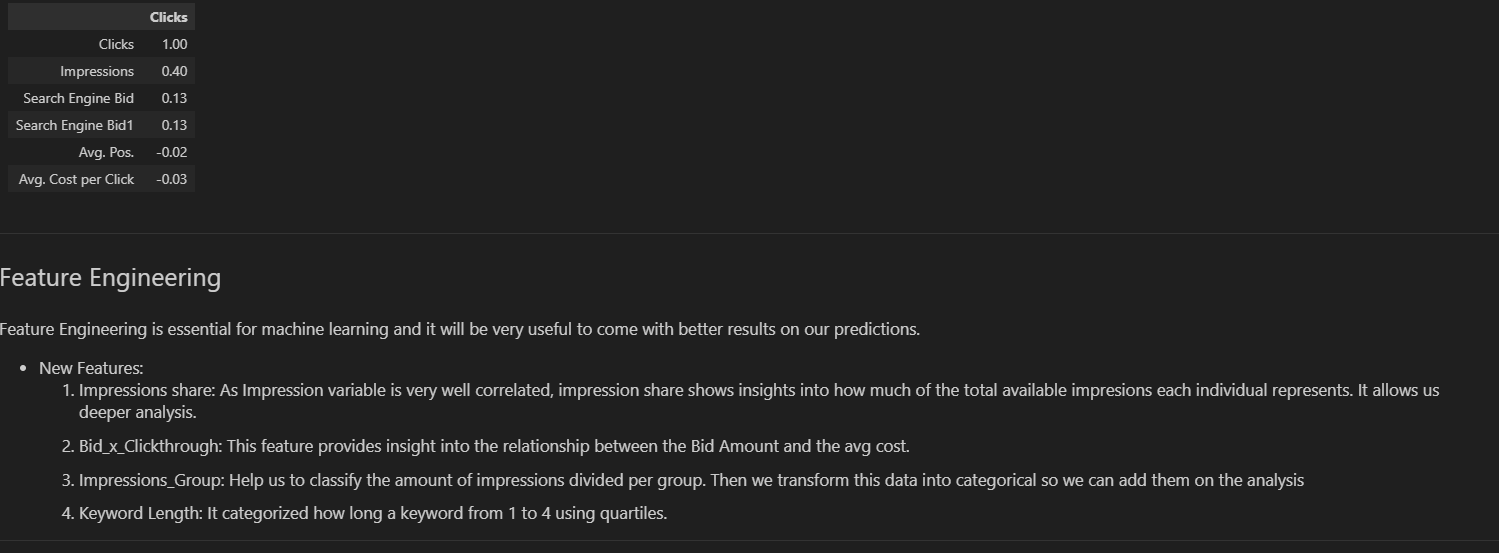 Clicks
Clicks 1.00
Impressions 0.40
Search Engine Bid 0.13
Search Engine Bid1 0.13
Avg. Pos. -0.02
Avg. Cost per Click -0.03
Feature Engineering
Feature Engineering is essential for machine learning and it will be very useful to come with better results on our predictions.
• New Features:
1. Impressions share: As Impression variable is very well correlated, impression share shows insights into how much of the total available impresions each individual represents. It allows us
deeper analysis.
2. Bid_x_Clickthrough: This feature provides insight into the relationship between the Bid Amount and the avg cost.
3. Impressions_Group: Help us to classify the amount of impressions divided per group. Then we transform this data into categorical so we can add them on the analysis
4. Keyword Length: It categorized how long a keyword from 1 to 4 using quartiles.